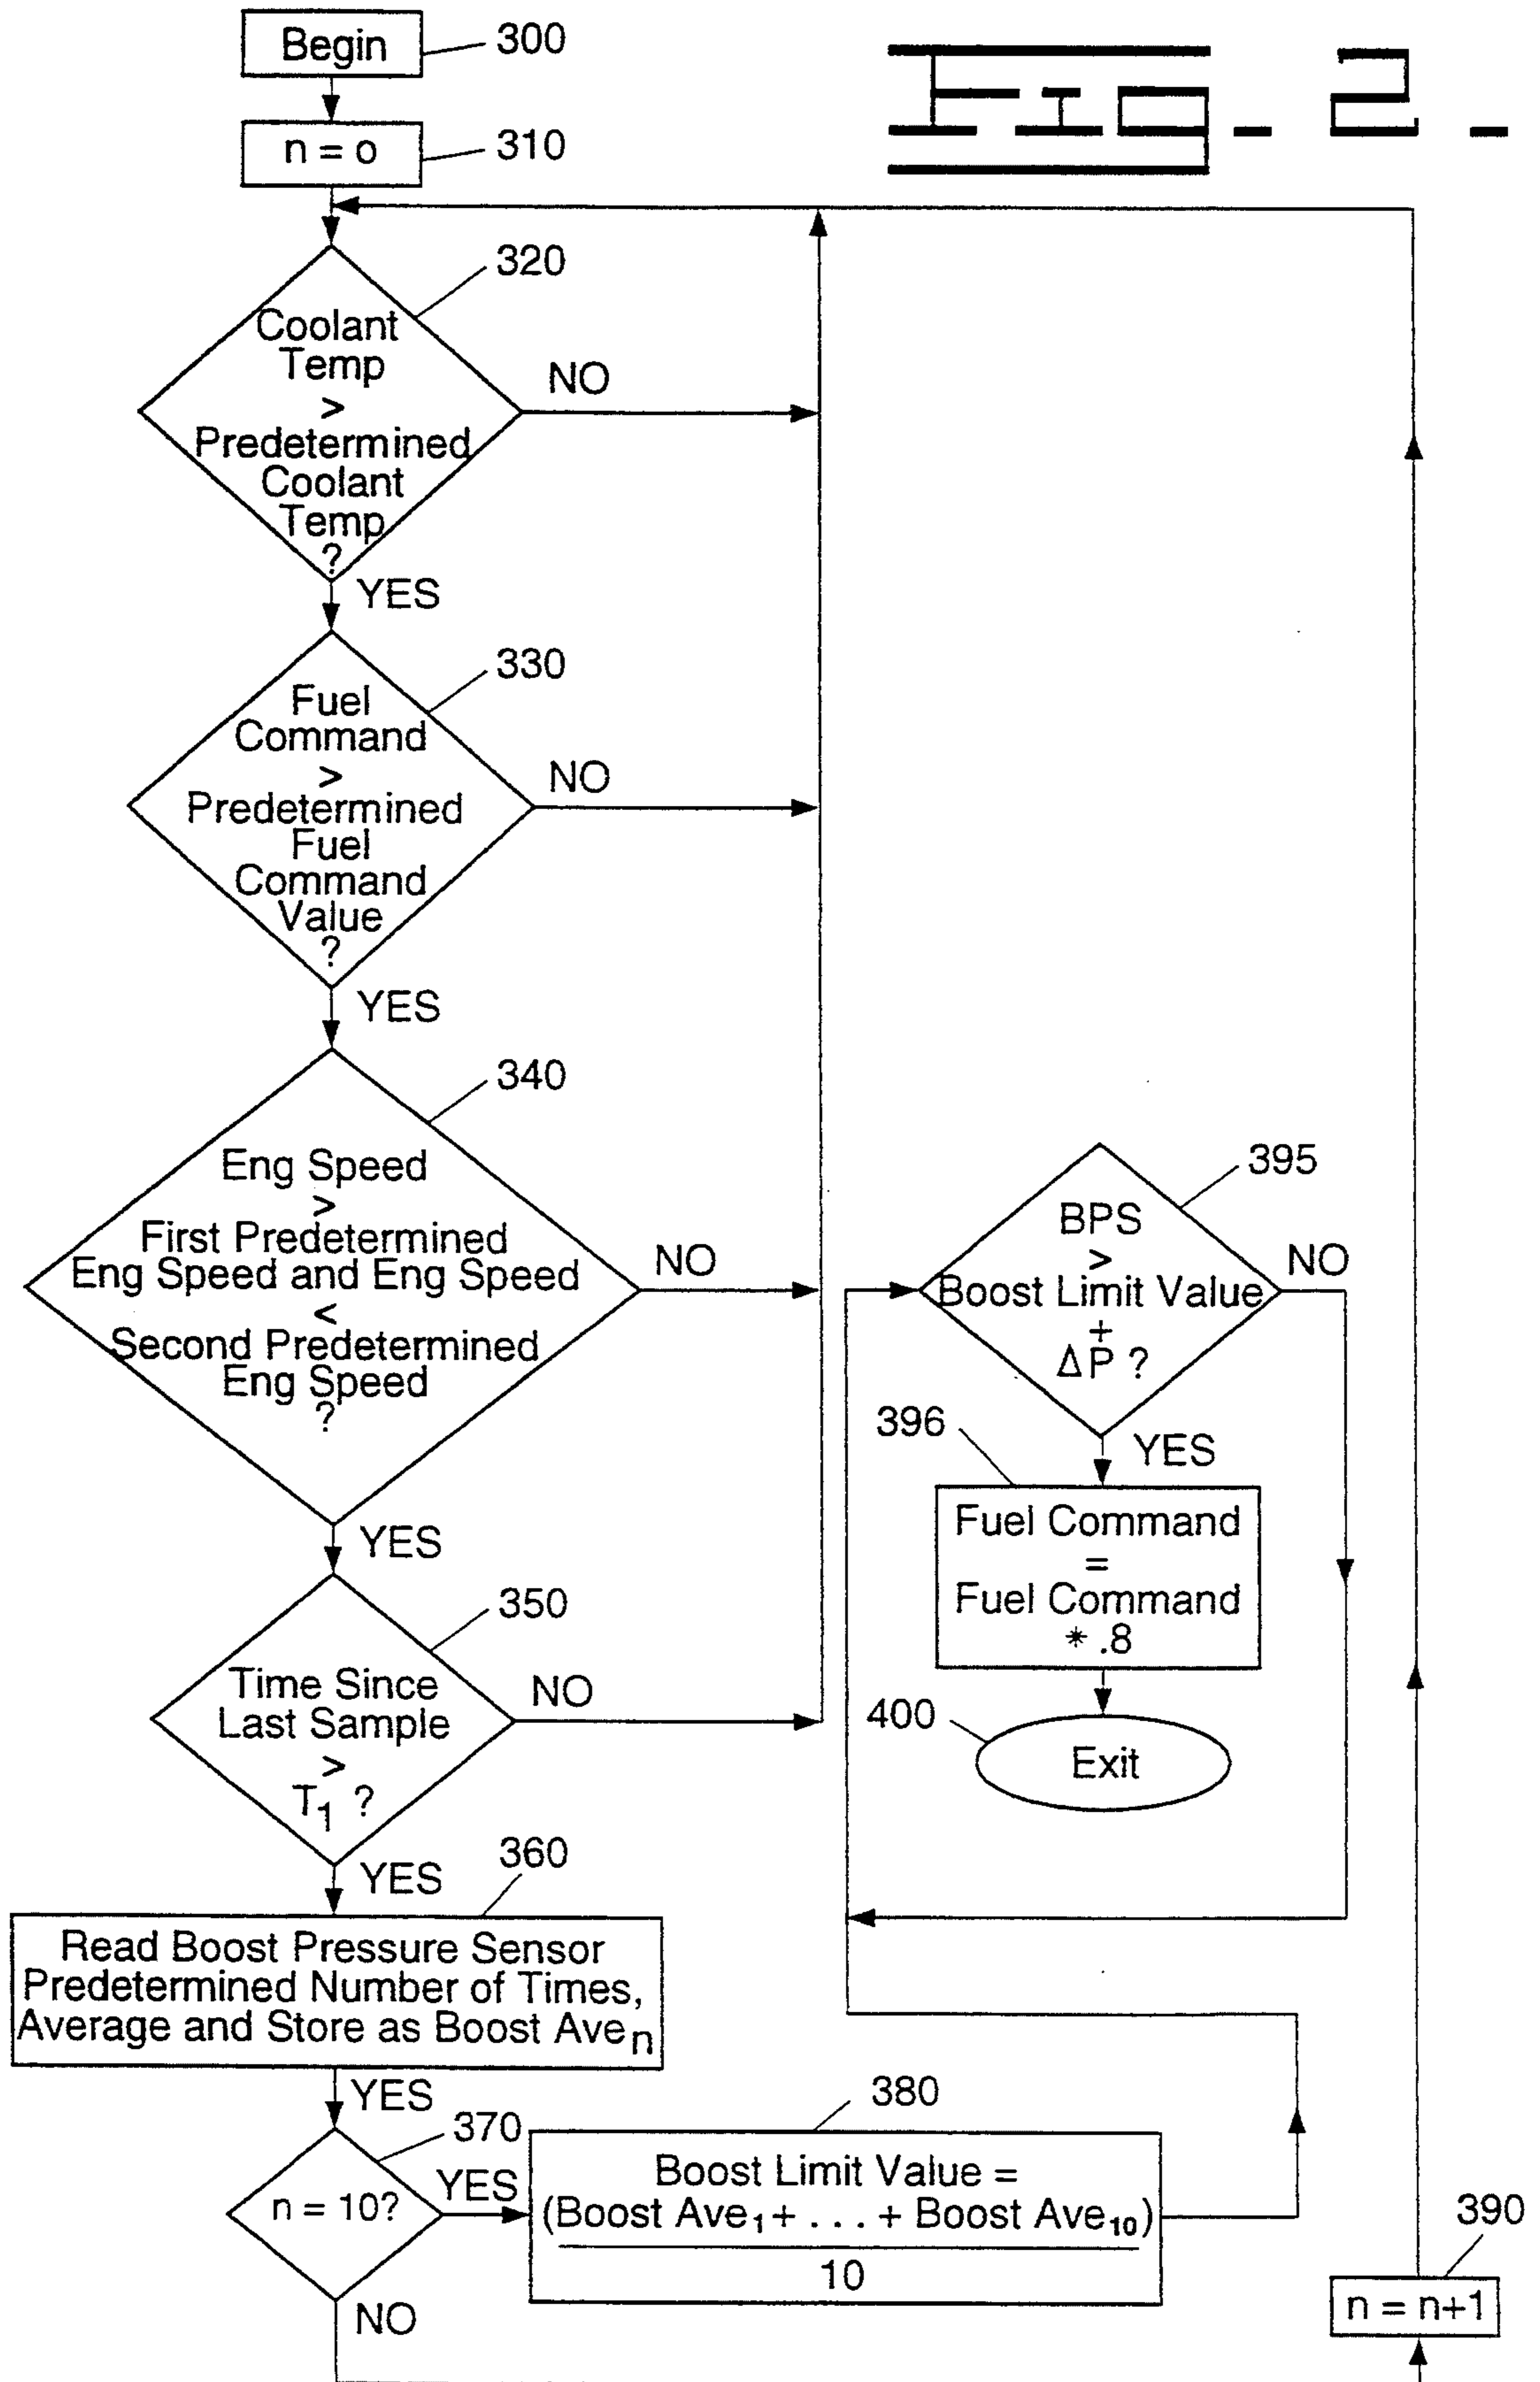 Begin
300
Fig. 2.
n = o
310
320
Coolant
Temp
>
Predetermined
Coolant
Temp
?
NO
YES
330
Fuel
Command
>
Predetermined
Fuel
Command
Value
?
NO
YES
340
Eng Speed
>
First Predetermined
Eng Speed and Eng Speed
<
Second Predetermined
Eng Speed
?
NO
YES
350
Time Since
Last Sample
>
T1 ?
NO
YES
360
Read Boost Pressure Sensor
Predetermined Number of Times,
Average and Store as Boost Ave n
YES
370
n = 10?
YES
NO
380
Boost Limit Value =
(Boost Ave1 + . . . + Boost Ave10)
10
390
n = n+1
395
BPS
>
Boost Limit Value
+
ΔP ?
NO
YES
396
Fuel Command
=
Fuel Command
* .8
400
Exit